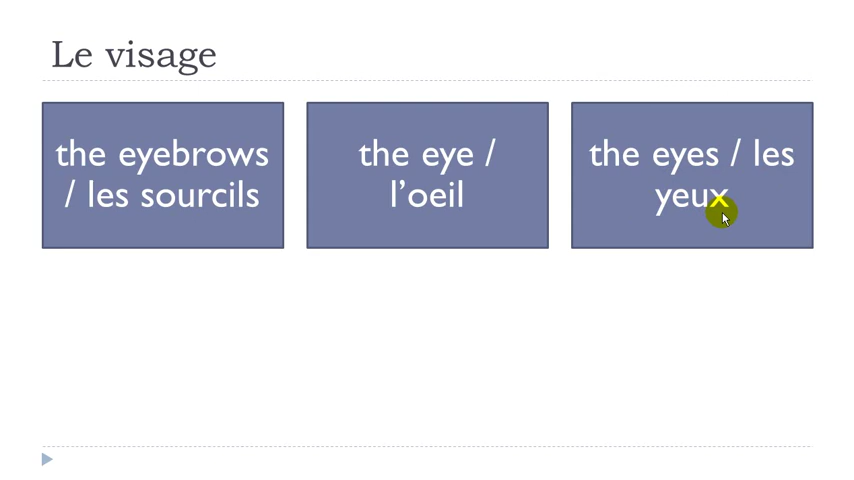 Le visage
the eyebrows
/ les sourcils
the eye /
l’oeil
the eyes / les
yeux